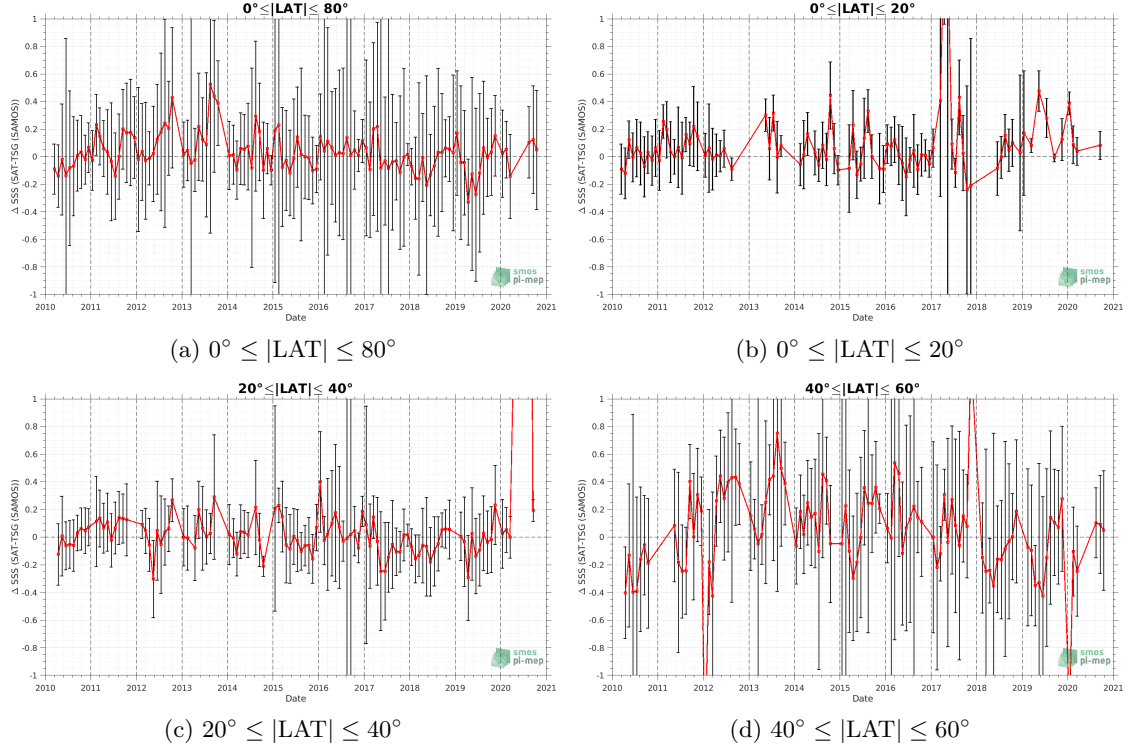 0°≤|LAT|≤ 80°
Δ SSS (SAT-TSG (SAMOS))
1
0.8
0.6
0.4
0.2
0
-0.2
-0.4
-0.6
-0.8
-1
2010 2011 2012 2013 2014 2015 2016 2017 2018 2019 2020 2021
Date
smos
pi-mep
(a) 0° ≤ |LAT| ≤ 80°
0°≤|LAT|≤ 20°
Δ SSS (SAT-TSG (SAMOS))
1
0.8
0.6
0.4
0.2
0
-0.2
-0.4
-0.6
-0.8
-1
2010 2011 2012 2013 2014 2015 2016 2017 2018 2019 2020 2021
Date
smos
pi-mep
(b) 0° ≤ |LAT| ≤ 20°
20°≤|LAT|≤ 40°
Δ SSS (SAT-TSG (SAMOS))
1
0.8
0.6
0.4
0.2
0
-0.2
-0.4
-0.6
-0.8
-1
2010 2011 2012 2013 2014 2015 2016 2017 2018 2019 2020 2021
Date
smos
pi-mep
(c) 20° ≤ |LAT| ≤ 40°
40°≤|LAT|≤ 60°
Δ SSS (SAT-TSG (SAMOS))
1
0.8
0.6
0.4
0.2
0
-0.2
-0.4
-0.6
-0.8
-1
2010 2011 2012 2013 2014 2015 2016 2017 2018 2019 2020 2021
Date
smos
pi-mep
(d) 40° ≤ |LAT| ≤ 60°